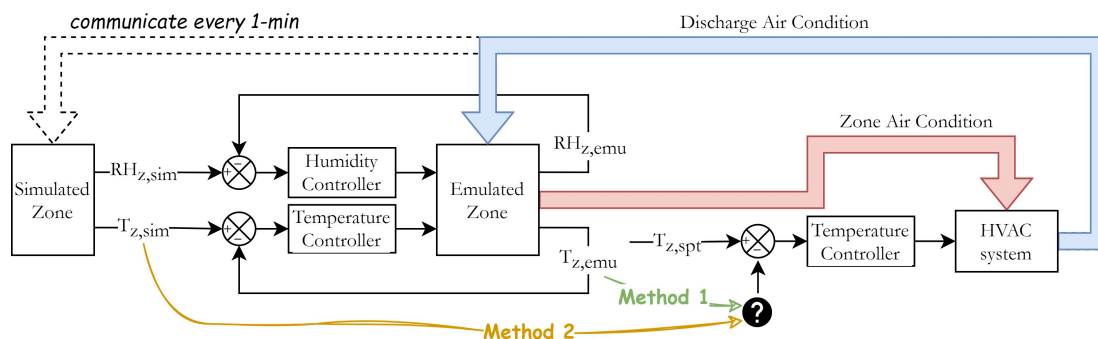 communicate every 1-min
Discharge Air Condition
Zone Air Condition
Simulated
Zone
RHz,sim
Tz,sim
+
−
+
−
Humidity
Controller
Temperature
Controller
Emulated
Zone
RHz,emu
Tz,emu
Tz,spt
+
−
Temperature
Controller
HVAC
system
Method 1
?
Method 2